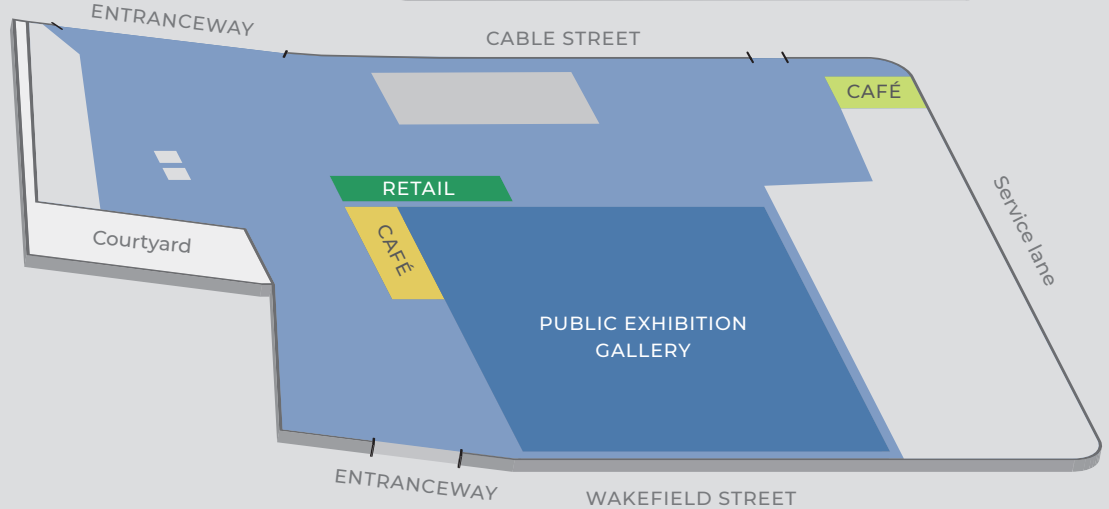 ENTRANCEWAY
CABLE STREET
CAFÉ
RETAIL
Service lane
Courtyard
CAFÉ
PUBLIC EXHIBITION
GALLERY
ENTRANCEWAY
WAKEFIELD STREET